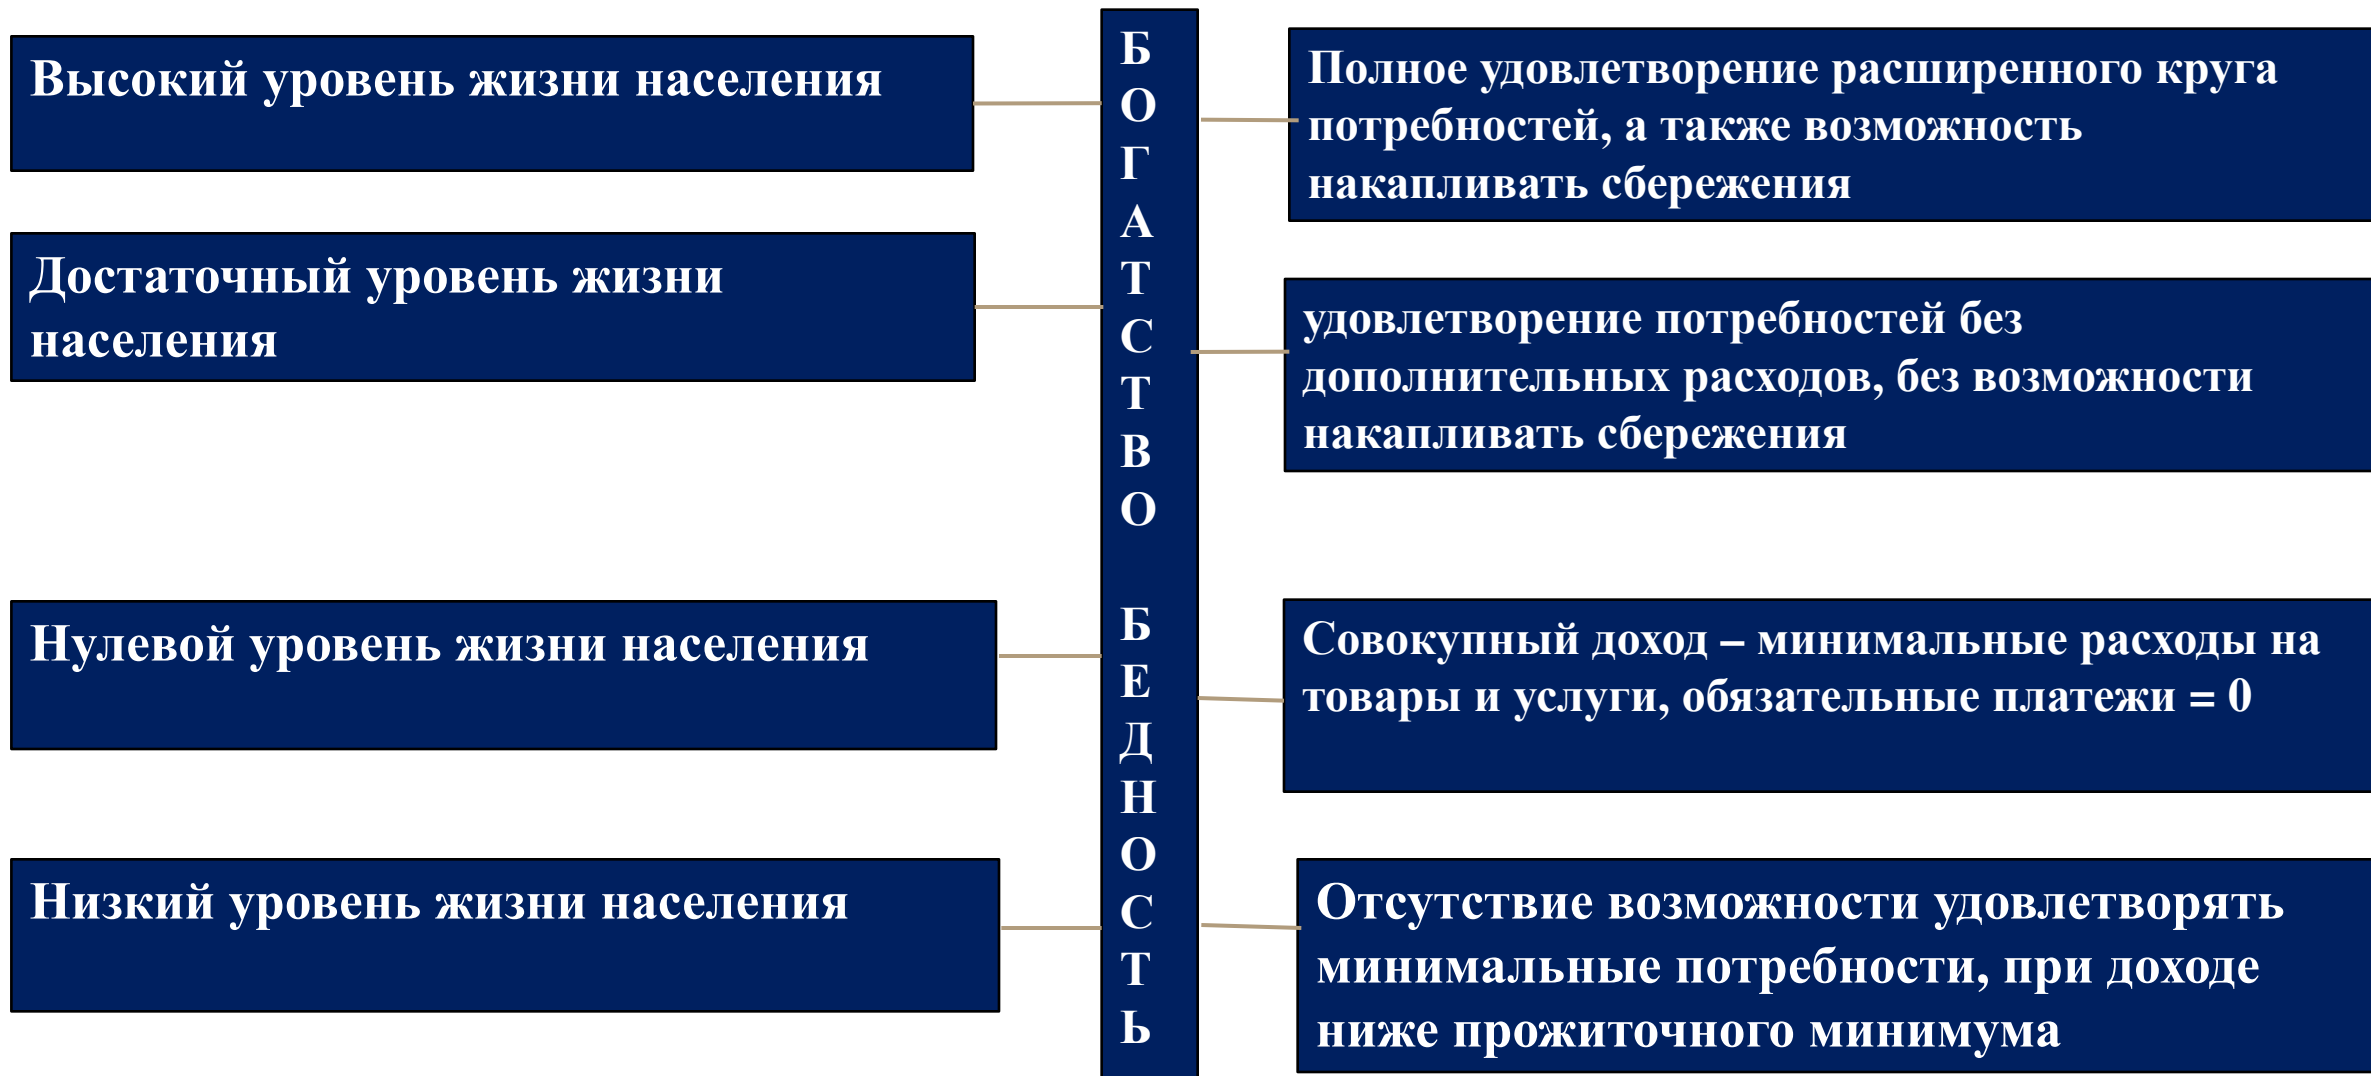 Высокий уровень жизни населения
Достаточный уровень жизни
населения
Нулевой уровень жизни населения
Низкий уровень жизни населения
Б
О
Г
А
Т
С
Т
В
О
Б
Е
Д
Н
О
С
Т
Ь
Полное удовлетворение расширенного круга
потребностей, а также возможность
накапливать сбережения
удовлетворение потребностей без
дополнительных расходов, без возможности
накапливать сбережения
Совокупный доход – минимальные расходы на
товары и услуги, обязательные платежи = 0
Отсутствие возможности удовлетворять
минимальные потребности, при доходе
ниже прожиточного минимума